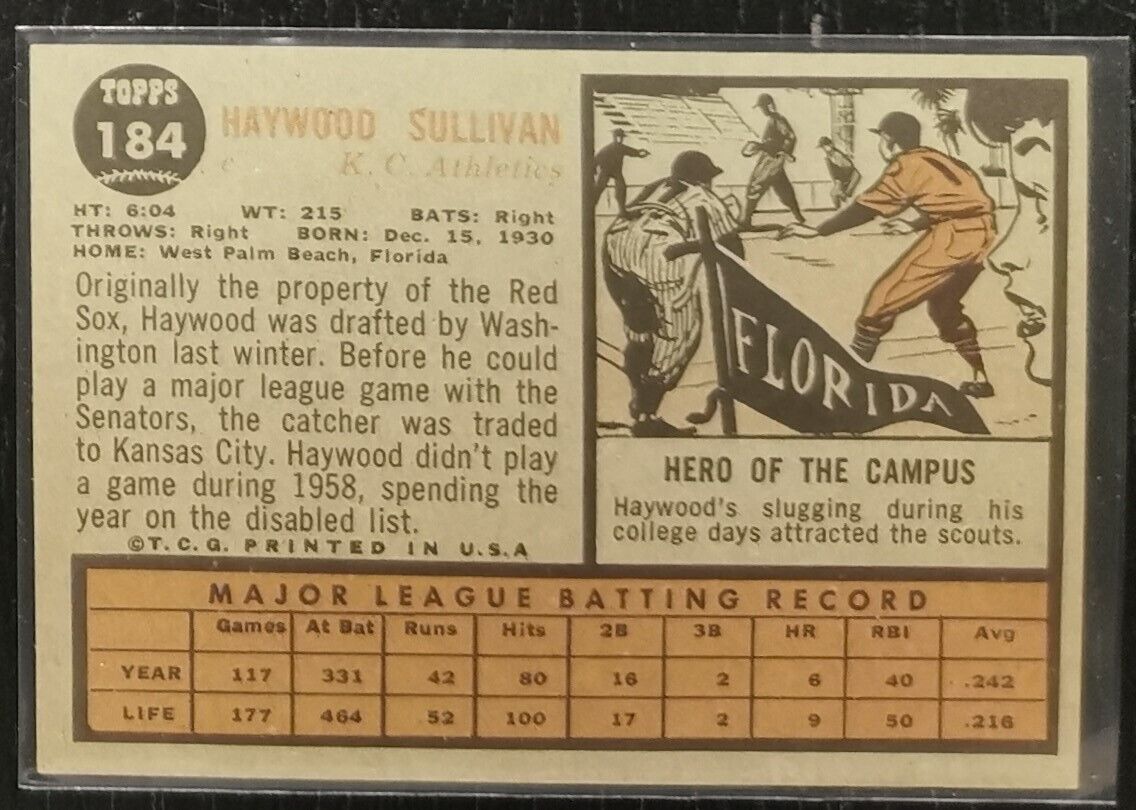 TOPPS
184
HAYWOOD SULLIVAN
c K. C. Athletics
HT: 6:04 WT: 215 BATS: Right
THROWS: Right BORN: Dec. 15, 1930
HOME: West Palm Beach, Florida
Originally the property of the Red
Sox, Haywood was drafted by Wash-
ington last winter. Before he could
play a major league game with the
Senators, the catcher was traded
to Kansas City. Haywood didn't play
a game during 1958, spending the
year on the disabled list.
©T.C.G. PRINTED IN U.S.A
1
FLORIDA
HERO OF THE CAMPUS
Haywood's slugging during his
college days attracted the scouts.
MAJOR LEAGUE BATTING RECORD
Games At Bat Runs Hits 2B 3B HR RBI Avg
YEAR 117 331 42 80 16 2 6 40 .242
LIFE 177 464 52 100 17 2 9 50 .216